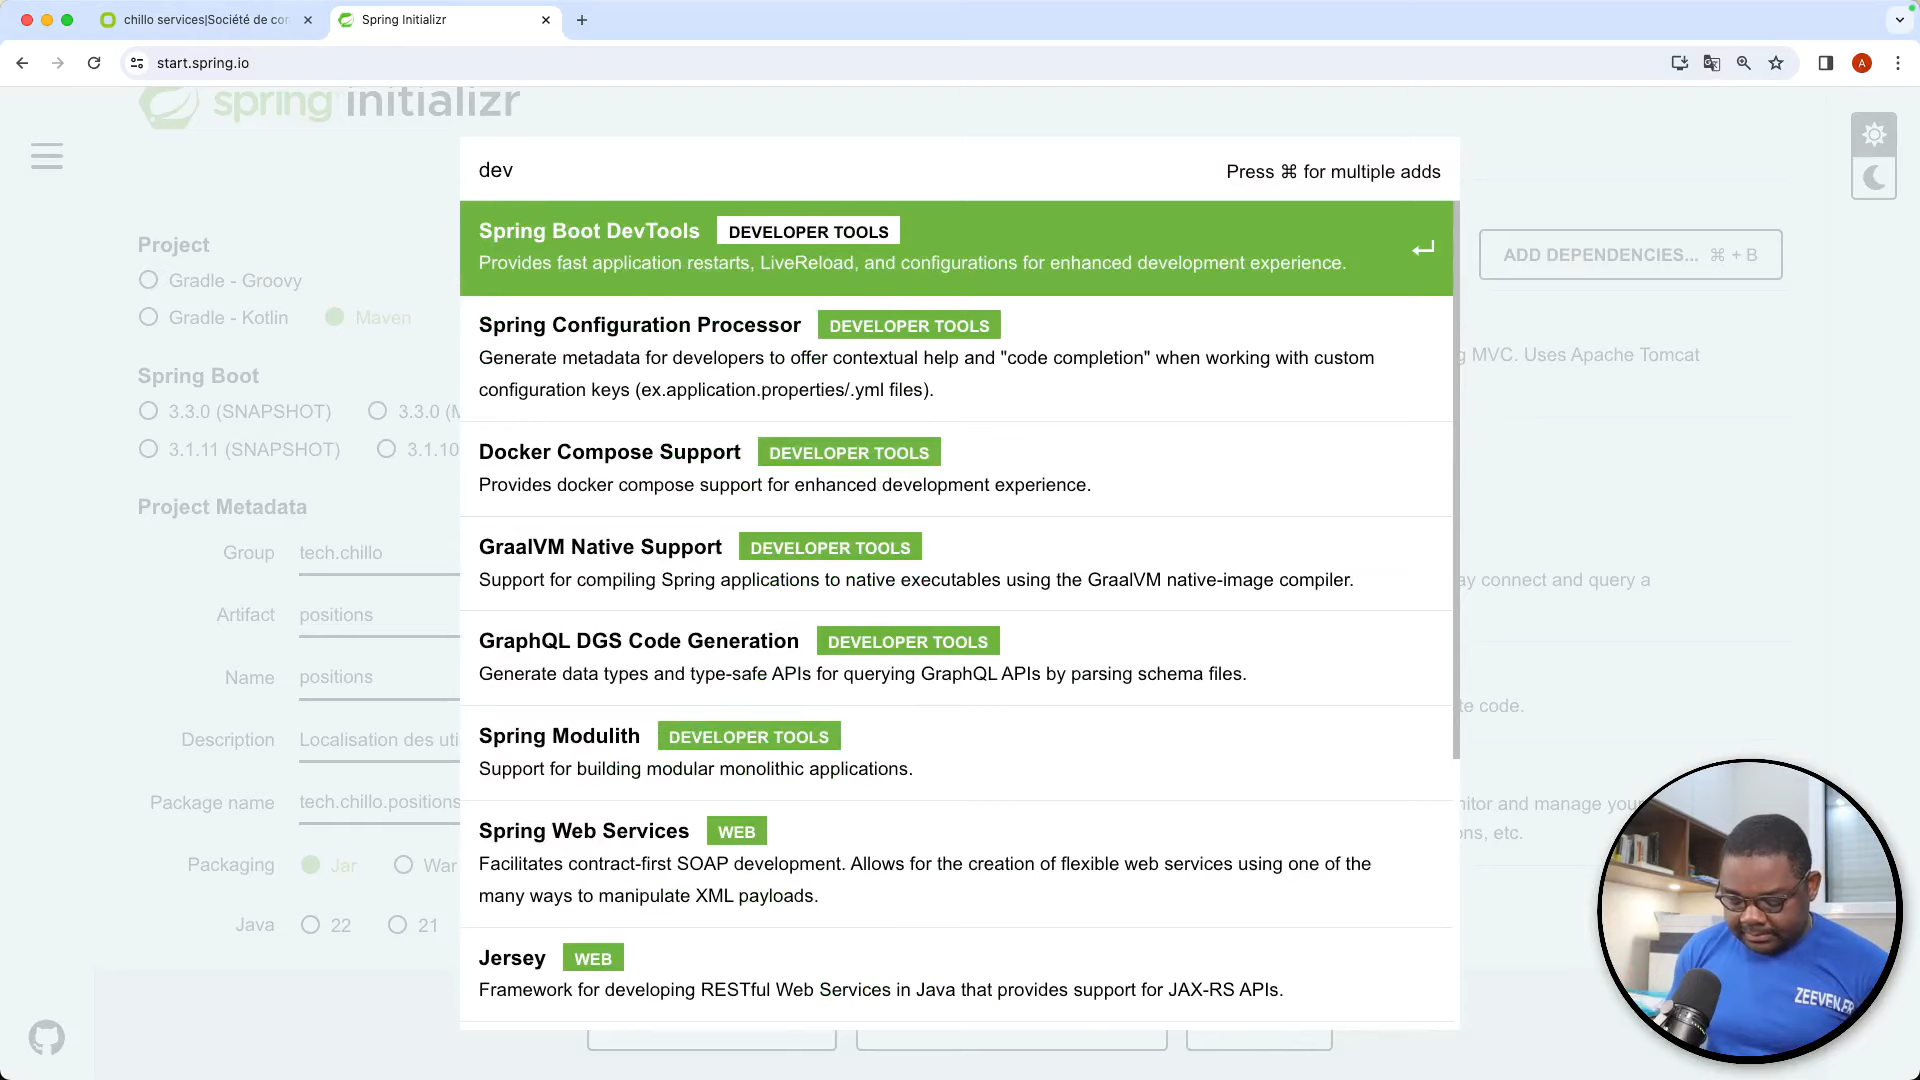 chillo services|Société de con
Spring Initializr
start.spring.io
A
spring initializr
dev
Press ⌘ for multiple adds
Spring Boot DevTools DEVELOPER TOOLS
Provides fast application restarts, LiveReload, and configurations for enhanced development experience.
Spring Configuration Processor DEVELOPER TOOLS
Generate metadata for developers to offer contextual help and "code completion" when working with custom
configuration keys (ex.application.properties/.yml files).
Docker Compose Support DEVELOPER TOOLS
Provides docker compose support for enhanced development experience.
GraalVM Native Support DEVELOPER TOOLS
Support for compiling Spring applications to native executables using the GraalVM native-image compiler.
GraphQL DGS Code Generation DEVELOPER TOOLS
Generate data types and type-safe APIs for querying GraphQL APIs by parsing schema files.
Spring Modulith DEVELOPER TOOLS
Support for building modular monolithic applications.
Spring Web Services WEB
Facilitates contract-first SOAP development. Allows for the creation of flexible web services using one of the
many ways to manipulate XML payloads.
Jersey WEB
Framework for developing RESTful Web Services in Java that provides support for JAX-RS APIs.
Project
Gradle - Groovy
Gradle - Kotlin Maven
Spring Boot
3.3.0 (SNAPSHOT) 3.3.0 (M
3.1.11 (SNAPSHOT) 3.1.10
Project Metadata
Group tech.chillo
Artifact positions
Name positions
Description Localisation des uti
Package name tech.chillo.positions
Packaging Jar War
Java 22 21
ADD DEPENDENCIES... ⌘ + B
g MVC. Uses Apache Tomcat
ay connect and query a
te code.
nitor and manage your
ons, etc.
ZEEVEN.FR